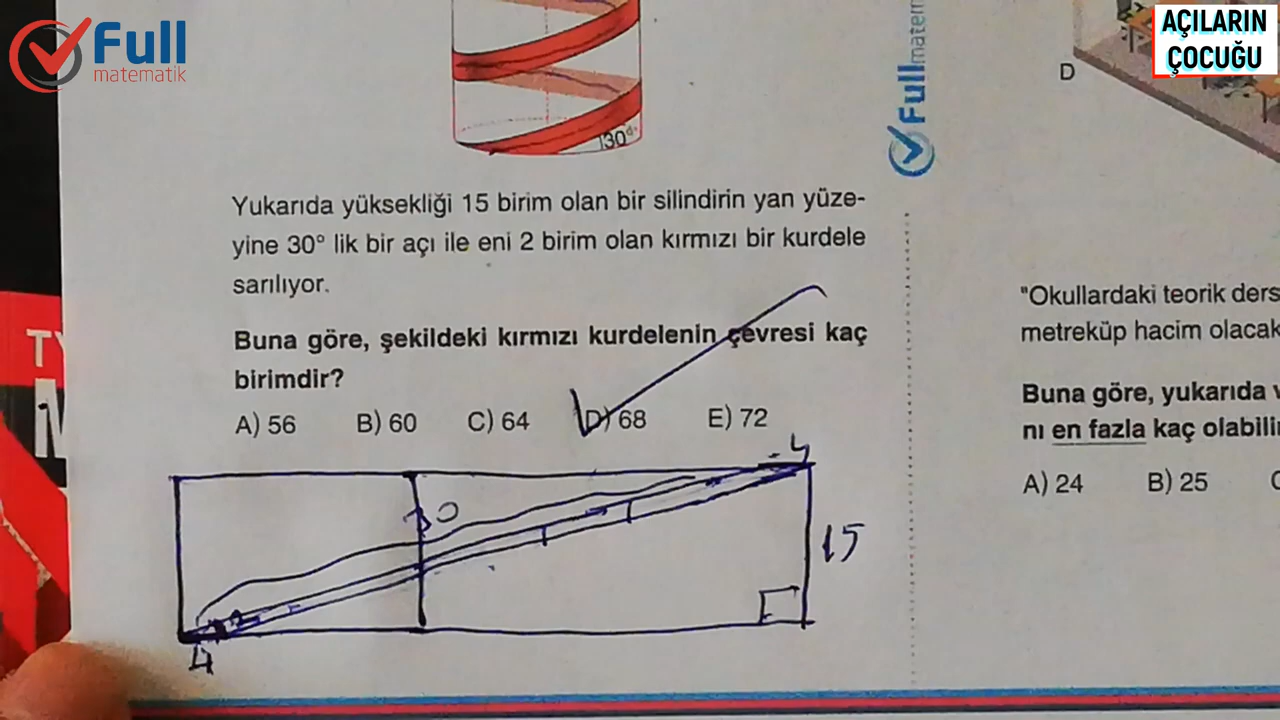 Full
matematik
AÇILARIN
ÇOCUĞU
Full
D
30°
Yukarıda yüksekliği 15 birim olan bir silindirin yan yüze-
yine 30° lik bir açı ile eni 2 birim olan kırmızı bir kurdele
sarılıyor.
Buna göre, şekildeki kırmızı kurdelenin çevresi kaç
birimdir?
A) 56 B) 60 C) 64 D) 68 E) 72
30
15
4
4
"Okullardaki teorik ders
metreküp hacim olacak
Buna göre, yukarıda
nı en fazla kaç olabili
A) 24 B) 25